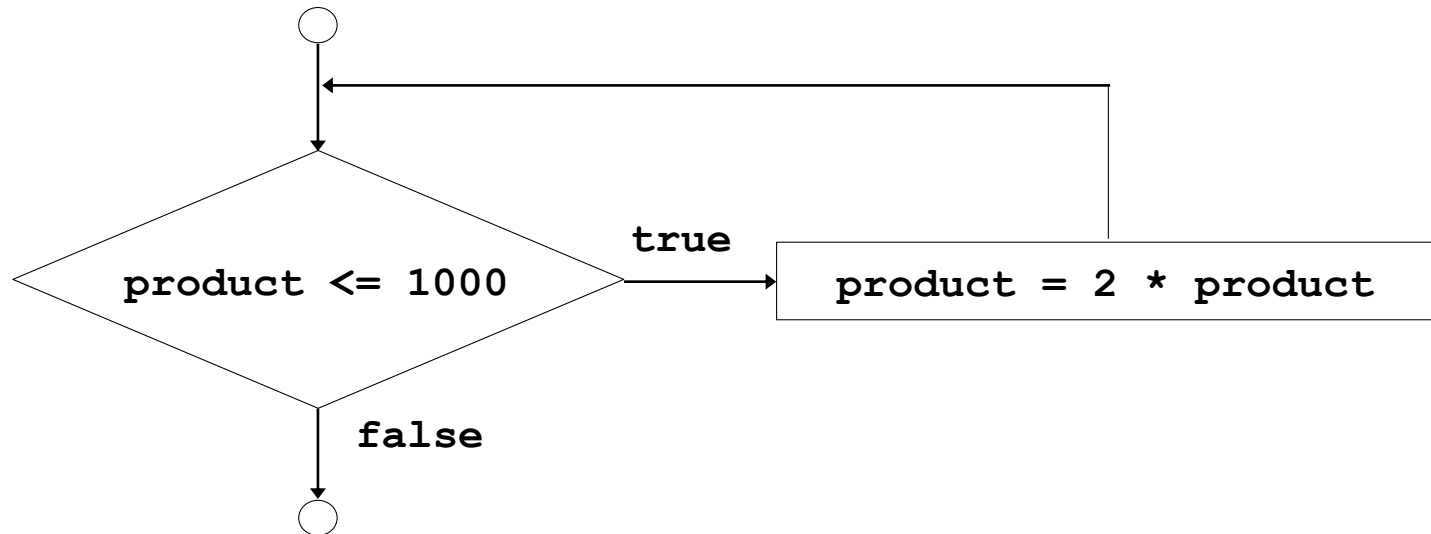 true
product <= 1000
product = 2 * product
false